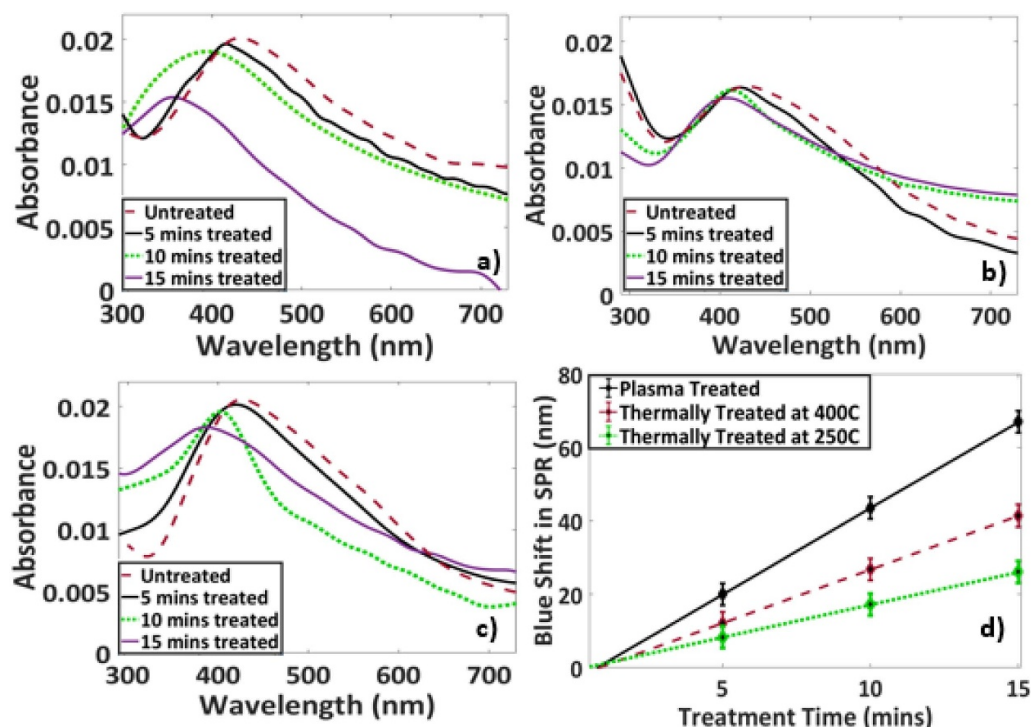 Absorbance
0.02
0.015
0.01
0.005
0
Untreated
5 mins treated
10 mins treated
15 mins treated
a)
300 400 500 600 700
Wavelength (nm)
Absorbance
0.02
0.015
0.01
0.005
0
Untreated
5 mins treated
10 mins treated
15 mins treated
b)
300 400 500 600 700
Wavelength (nm)
Absorbance
0.02
0.015
0.01
0.005
0
Untreated
5 mins treated
10 mins treated
15 mins treated
c)
300 400 500 600 700
Wavelength (nm)
Blue Shift in SPR (nm)
80
60
40
20
0
Plasma Treated
Thermally Treated at 400C
Thermally Treated at 250C
d)
5 10 15
Treatment Time (mins)